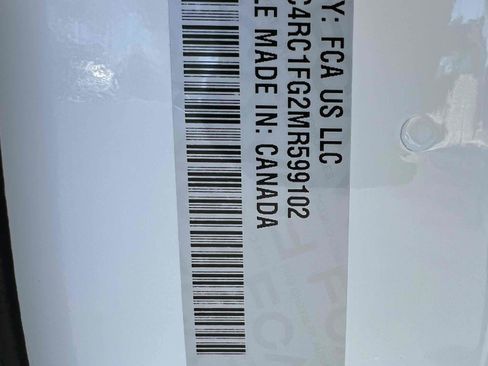 Y: FCA US LLC
C4RC1FG2MR599102
LE MADE IN: CANADA